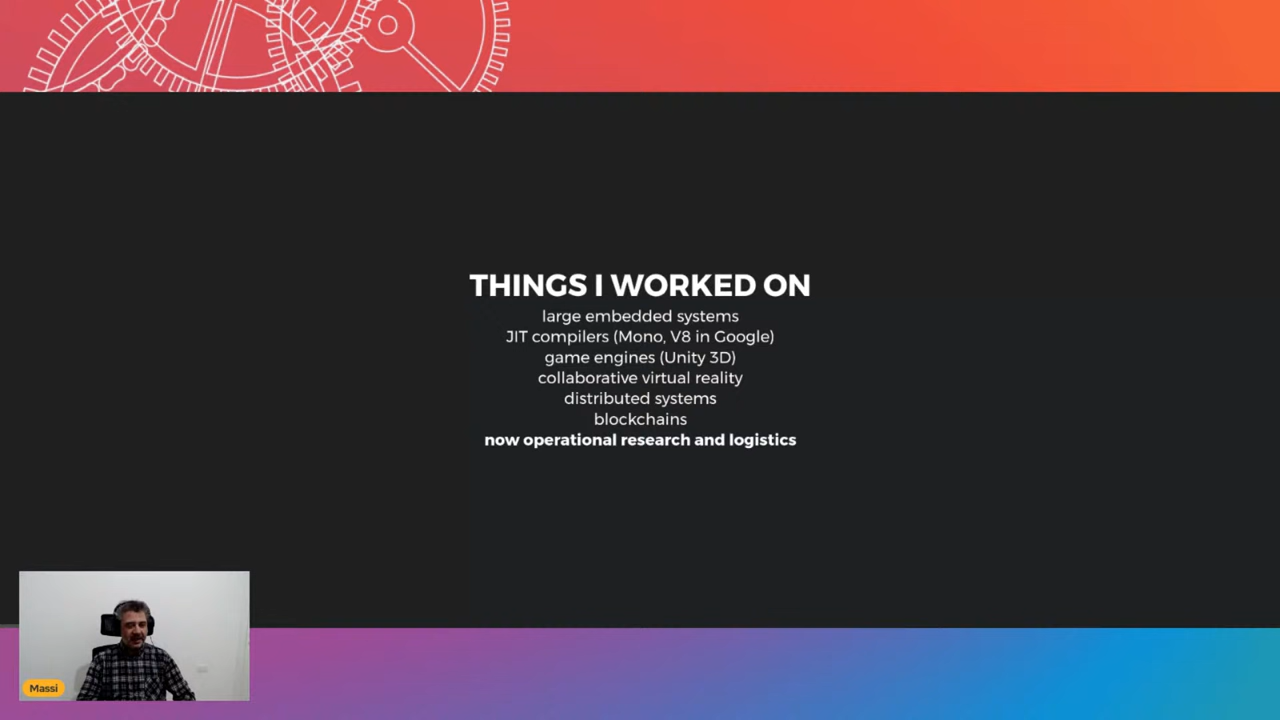 THINGS I WORKED ON
large embedded systems
JIT compilers (Mono, V8 in Google)
game engines (Unity 3D)
collaborative virtual reality
distributed systems
blockchains
now operational research and logistics
Massi